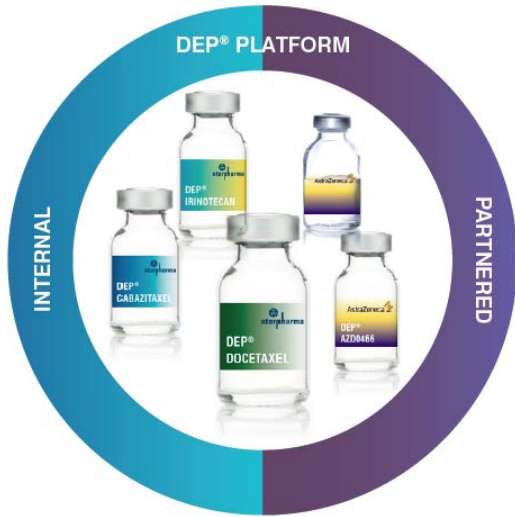 DEP® PLATFORM
INTERNAL
PARTNERED
starpharma
DEP®
IRINOTECAN
AstraZeneca
starpharma
DEP®
CABAZITAXEL
starpharma
DEP®
DOCETAXEL
AstraZeneca
DEP®
AZD0466